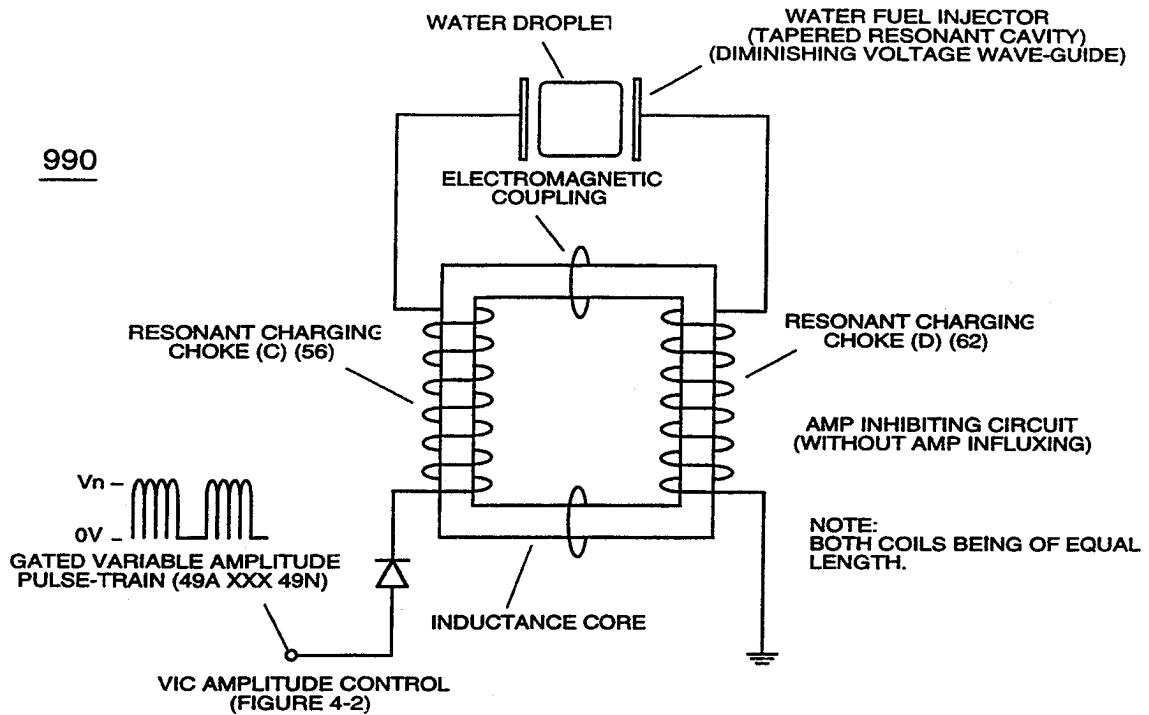 WATER DROPLET
WATER FUEL INJECTOR
(TAPERED RESONANT CAVITY)
(DIMINISHING VOLTAGE WAVE-GUIDE)
990
ELECTROMAGNETIC
COUPLING
RESONANT CHARGING
CHOKE (C) (56)
RESONANT CHARGING
CHOKE (D) (62)
AMP INHIBITING CIRCUIT
(WITHOUT AMP INFLUXING)
Vn –
0V –
GATED VARIABLE AMPLITUDE
PULSE-TRAIN (49A XXX 49N)
NOTE:
BOTH COILS BEING OF EQUAL
LENGTH.
INDUCTANCE CORE
VIC AMPLITUDE CONTROL
(FIGURE 4-2)